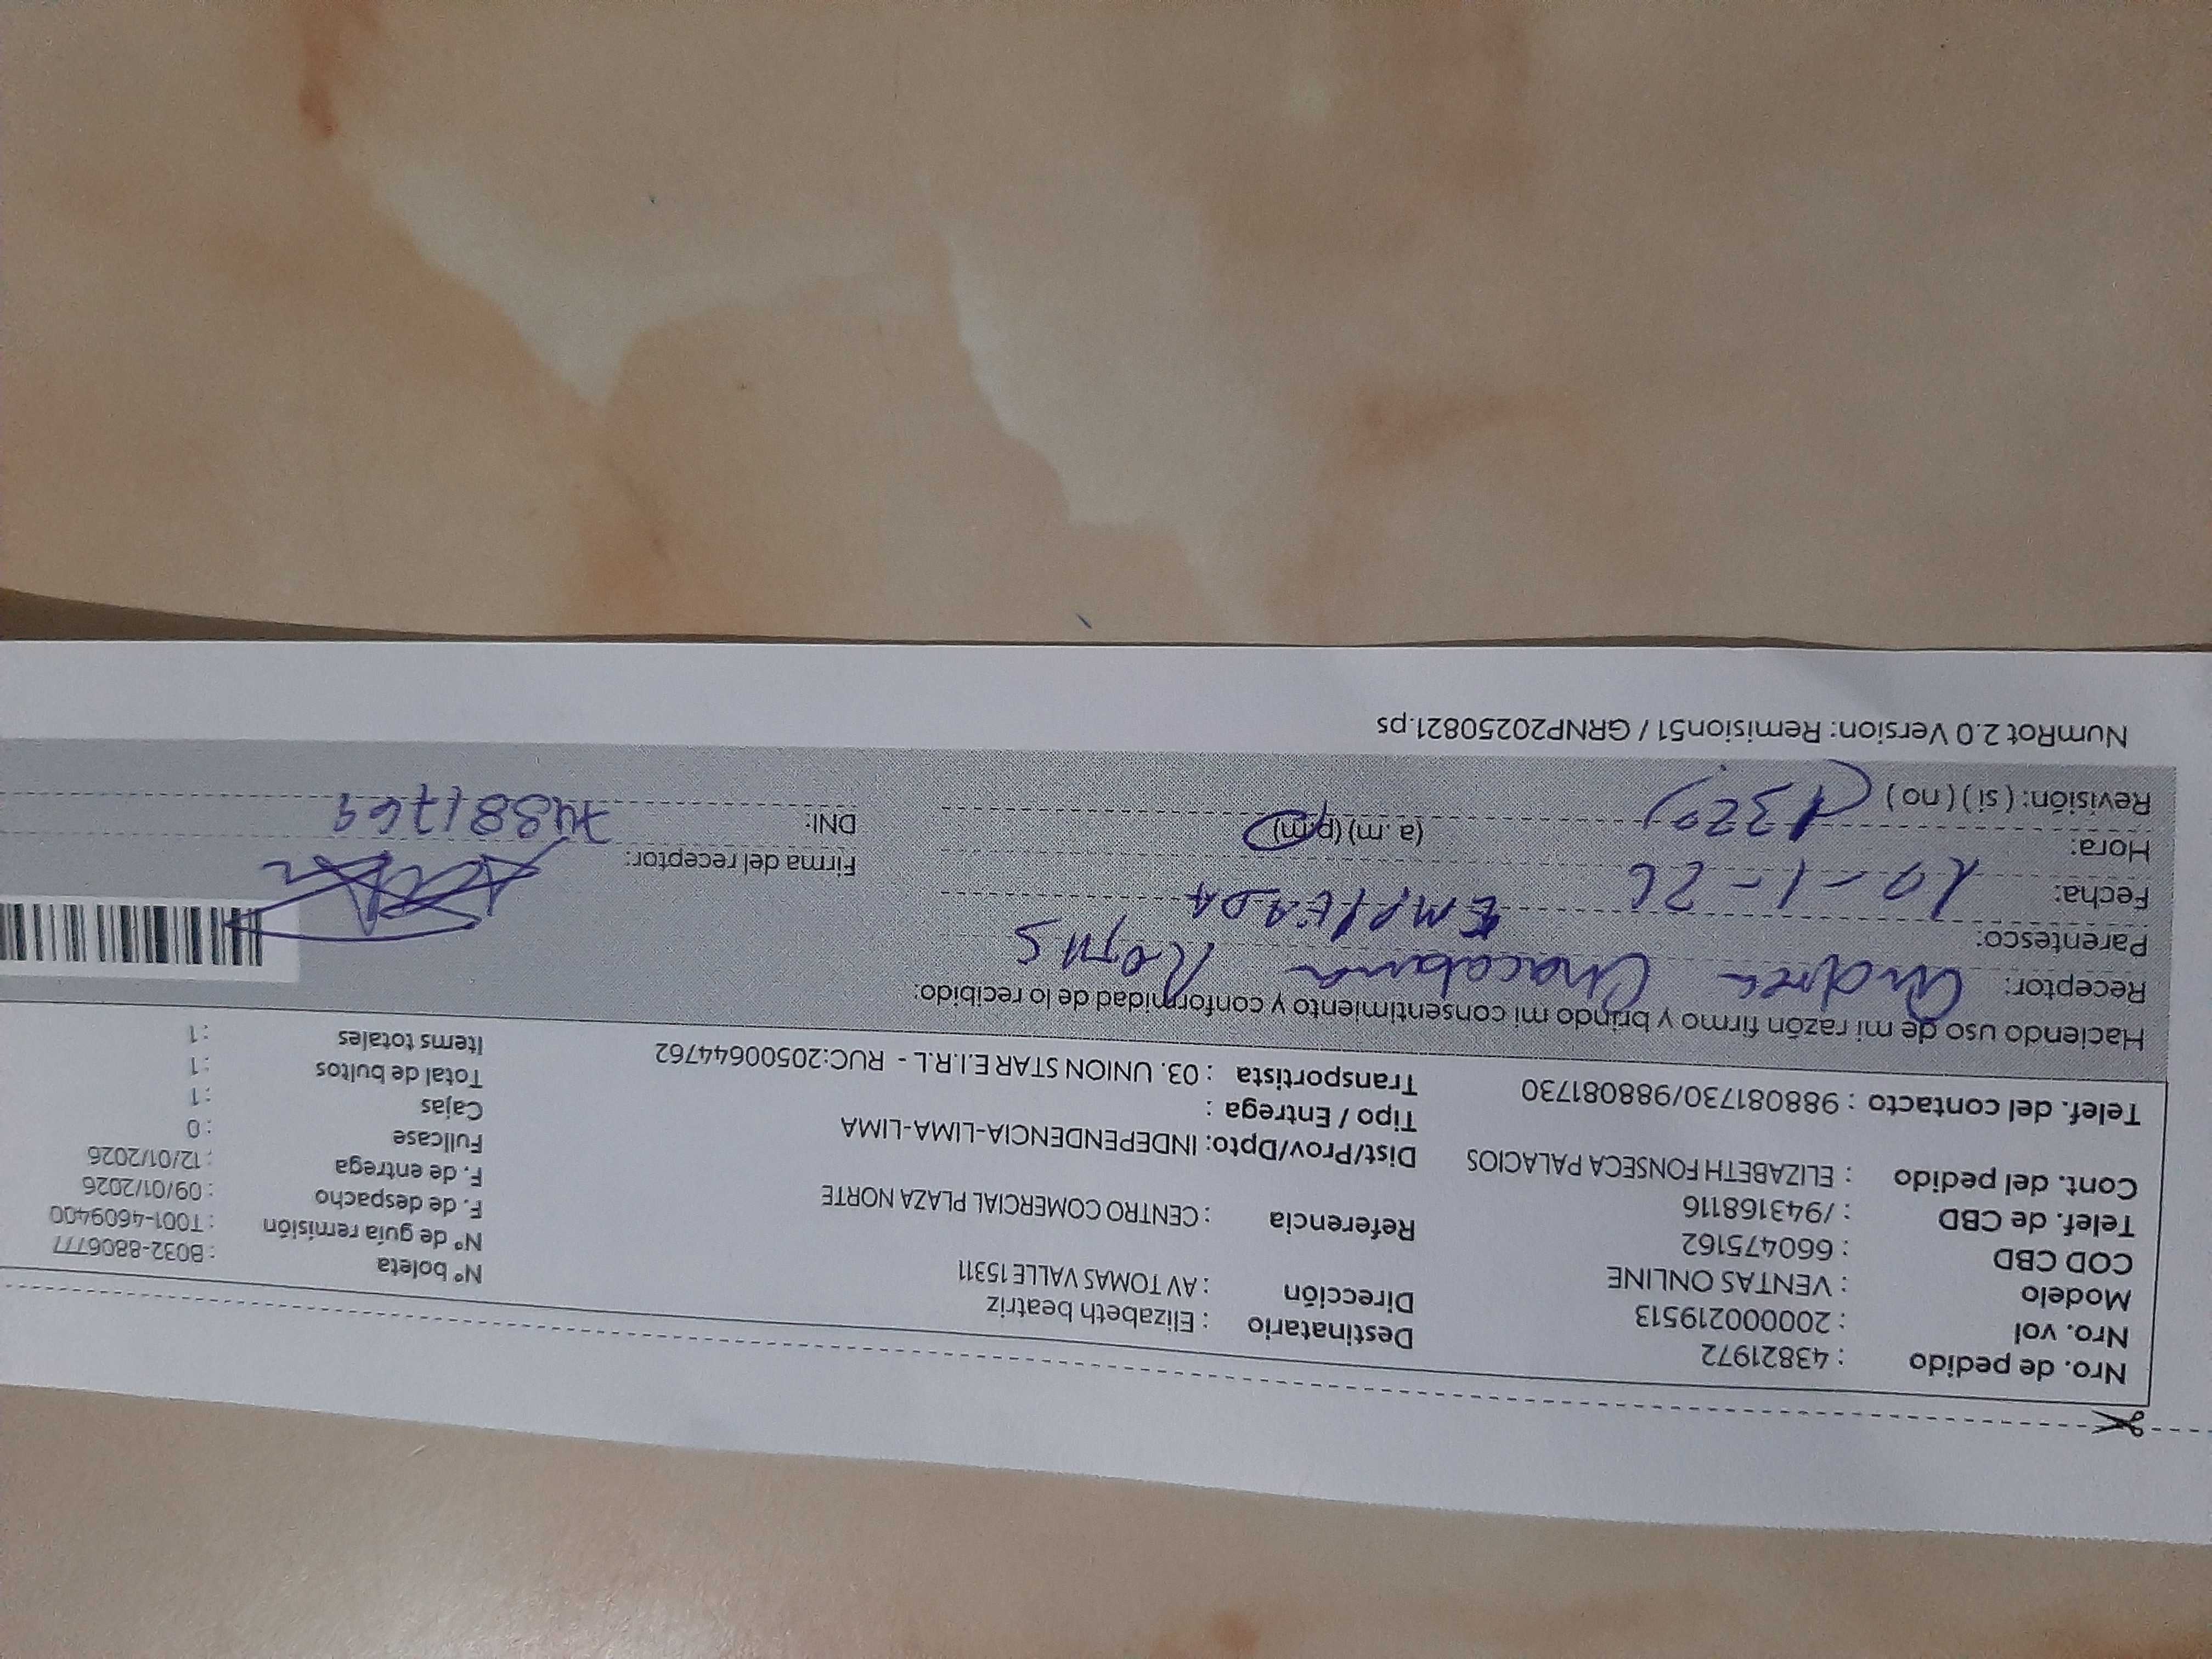 Nro. de pedido : 43821972
Nro. vol : 200000219513
Modelo : VENTAS ONLINE
COD CBD : 660475162
Telef. de CBD : /943168116
Cont. del pedido : ELIZABETH FONSECA PALACIOS
Telef. del contacto : 988081730/988081730
Destinatario : Elizabeth beatriz
Dirección : AV TOMAS VALLE 15311
Referencia : CENTRO COMERCIAL PLAZA NORTE
Dist/Prov/Dpto: INDEPENDENCIA-LIMA-LIMA
Tipo / Entrega :
Transportista : 03. UNION STAR E.I.R.L - RUC:20500644762
Nº boleta : B032-8806777
Nº de guía remisión : T001-4609400
F. de despacho : 09/01/2026
F. de entrega : 12/01/2026
Fullcase : 0
Cajas : 1
Total de bultos : 1
Items totales : 1
Haciendo uso de mi razón firmo y brindo mi consentimiento y conformidad de lo recibido:
Receptor: Andrea Rojas
Parentesco: EMPLEADA
Fecha: 10-1-26
Hora: 1320 (a. m) (p.m)
Revisión: ( si ) ( no )
Firma del receptor:
DNI: 74881769
NumRot 2.0 Version: Remision51 / GRNP20250821.ps